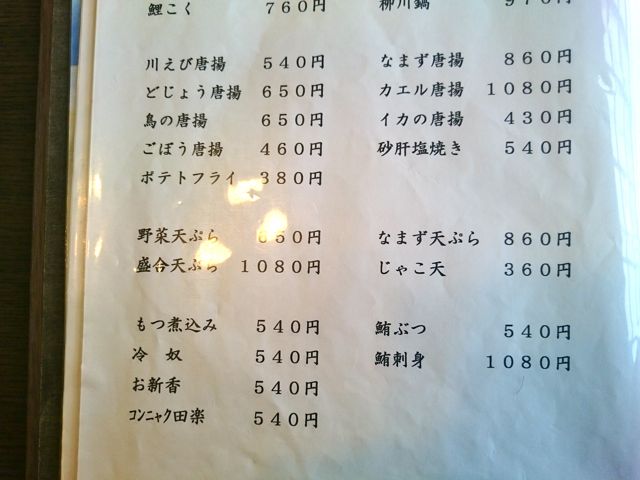 鯉こく 760円
柳川鍋 970円
川えび唐揚 540円
なまず唐揚 860円
どじょう唐揚 650円
カエル唐揚 1080円
鳥の唐揚 650円
イカの唐揚 430円
ごぼう唐揚 460円
砂肝塩焼き 540円
ポテトフライ 380円
野菜天ぷら 650円
なまず天ぷら 860円
盛合天ぷら 1080円
じゃこ天 360円
もつ煮込み 540円
鮪ぶつ 540円
冷 奴 540円
鮪刺身 1080円
お新香 540円
コンニャク田楽 540円